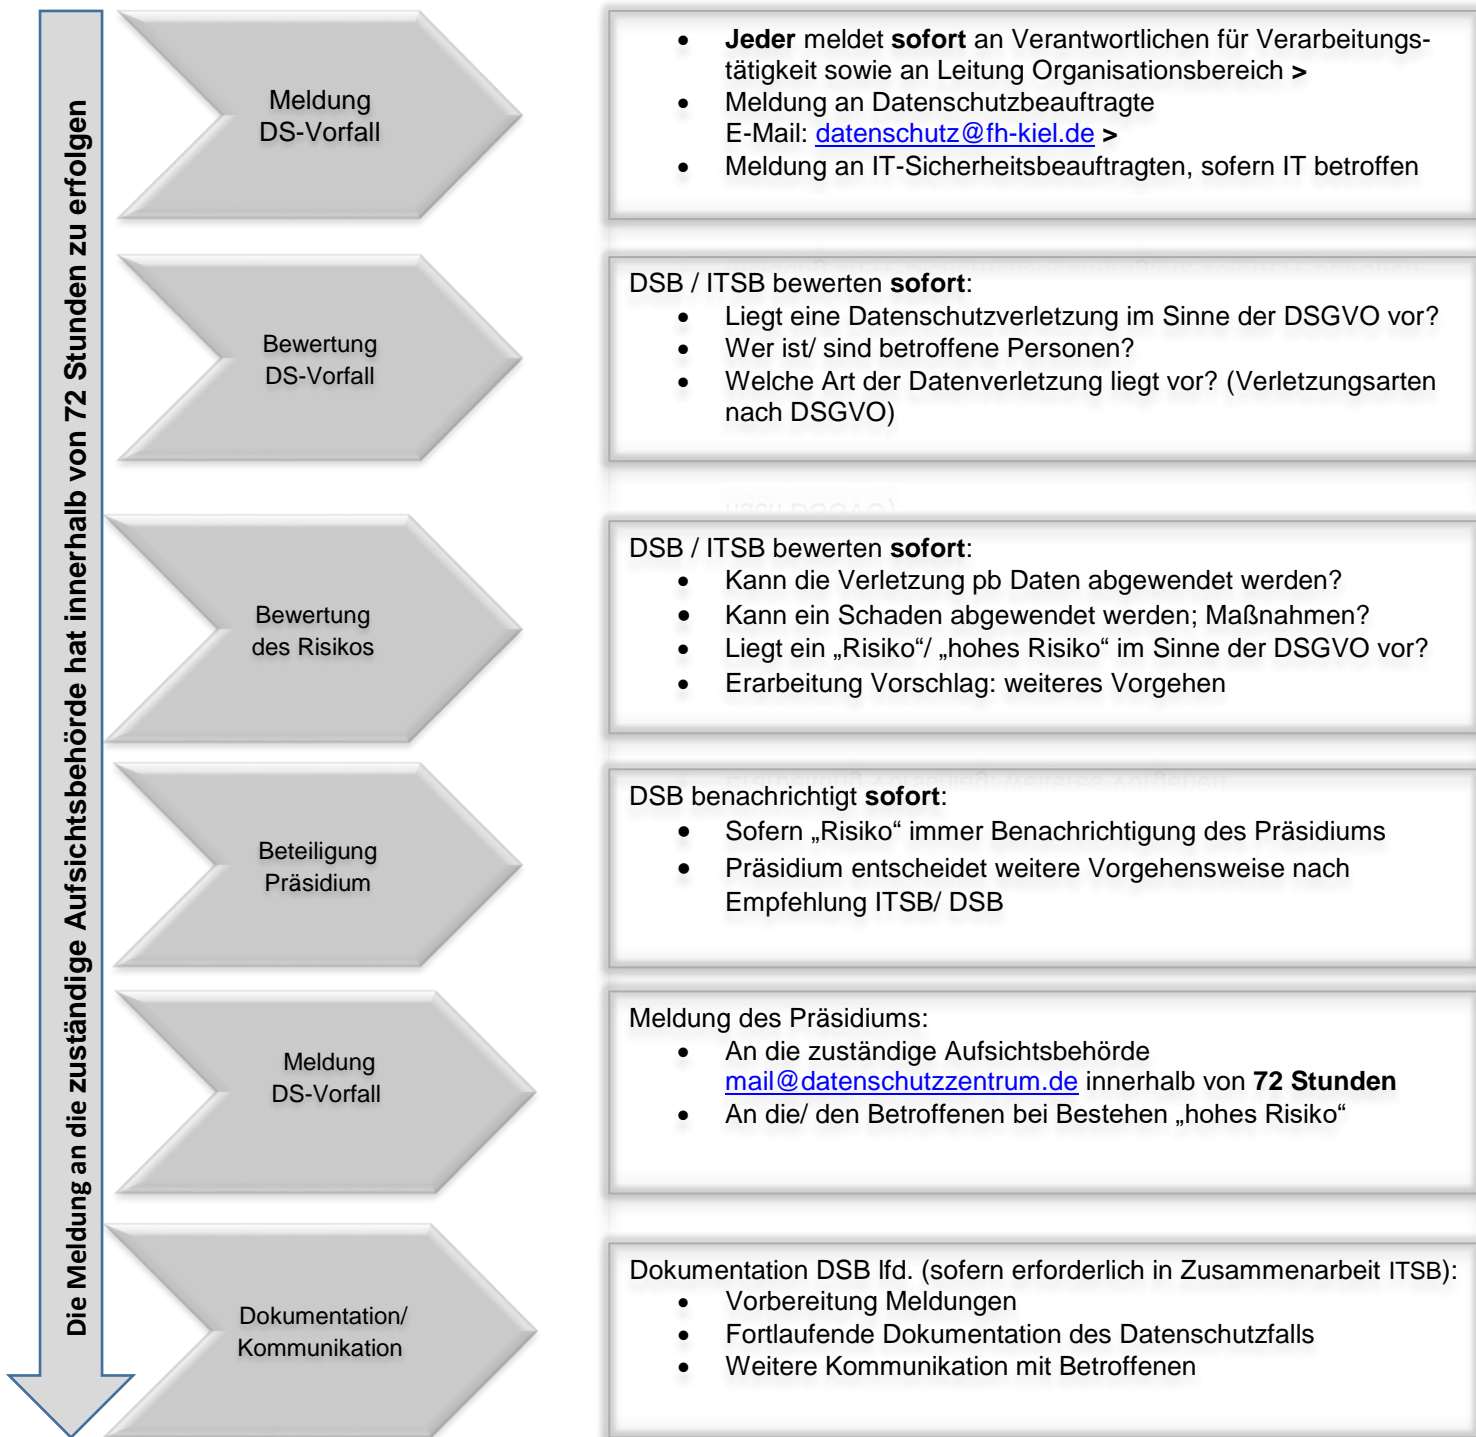 Die Meldung an die zuständige Aufsichtsbehörde hat innerhalb von 72 Stunden zu erfolgen
Meldung
DS-Vorfall
• Jeder meldet sofort an Verantwortlichen für Verarbeitungs-
tätigkeit sowie an Leitung Organisationsbereich >
• Meldung an Datenschutzbeauftragte
E-Mail: datenschutz@fh-kiel.de >
• Meldung an IT-Sicherheitsbeauftragten, sofern IT betroffen
Bewertung
DS-Vorfall
DSB / ITSB bewerten sofort:
• Liegt eine Datenschutzverletzung im Sinne der DSGVO vor?
• Wer ist/ sind betroffene Personen?
• Welche Art der Datenverletzung liegt vor? (Verletzungsarten
nach DSGVO)
Bewertung
des Risikos
DSB / ITSB bewerten sofort:
• Kann die Verletzung pb Daten abgewendet werden?
• Kann ein Schaden abgewendet werden; Maßnahmen?
• Liegt ein „Risiko“/ „hohes Risiko“ im Sinne der DSGVO vor?
• Erarbeitung Vorschlag: weiteres Vorgehen
Beteiligung
Präsidium
DSB benachrichtigt sofort:
• Sofern „Risiko“ immer Benachrichtigung des Präsidiums
• Präsidium entscheidet weitere Vorgehensweise nach
Empfehlung ITSB/ DSB
Meldung
DS-Vorfall
Meldung des Präsidiums:
• An die zuständige Aufsichtsbehörde
mail@datenschutzzentrum.de innerhalb von 72 Stunden
• An die/ den Betroffenen bei Bestehen „hohes Risiko“
Dokumentation/
Kommunikation
Dokumentation DSB lfd. (sofern erforderlich in Zusammenarbeit ITSB):
• Vorbereitung Meldungen
• Fortlaufende Dokumentation des Datenschutzfalls
• Weitere Kommunikation mit Betroffenen